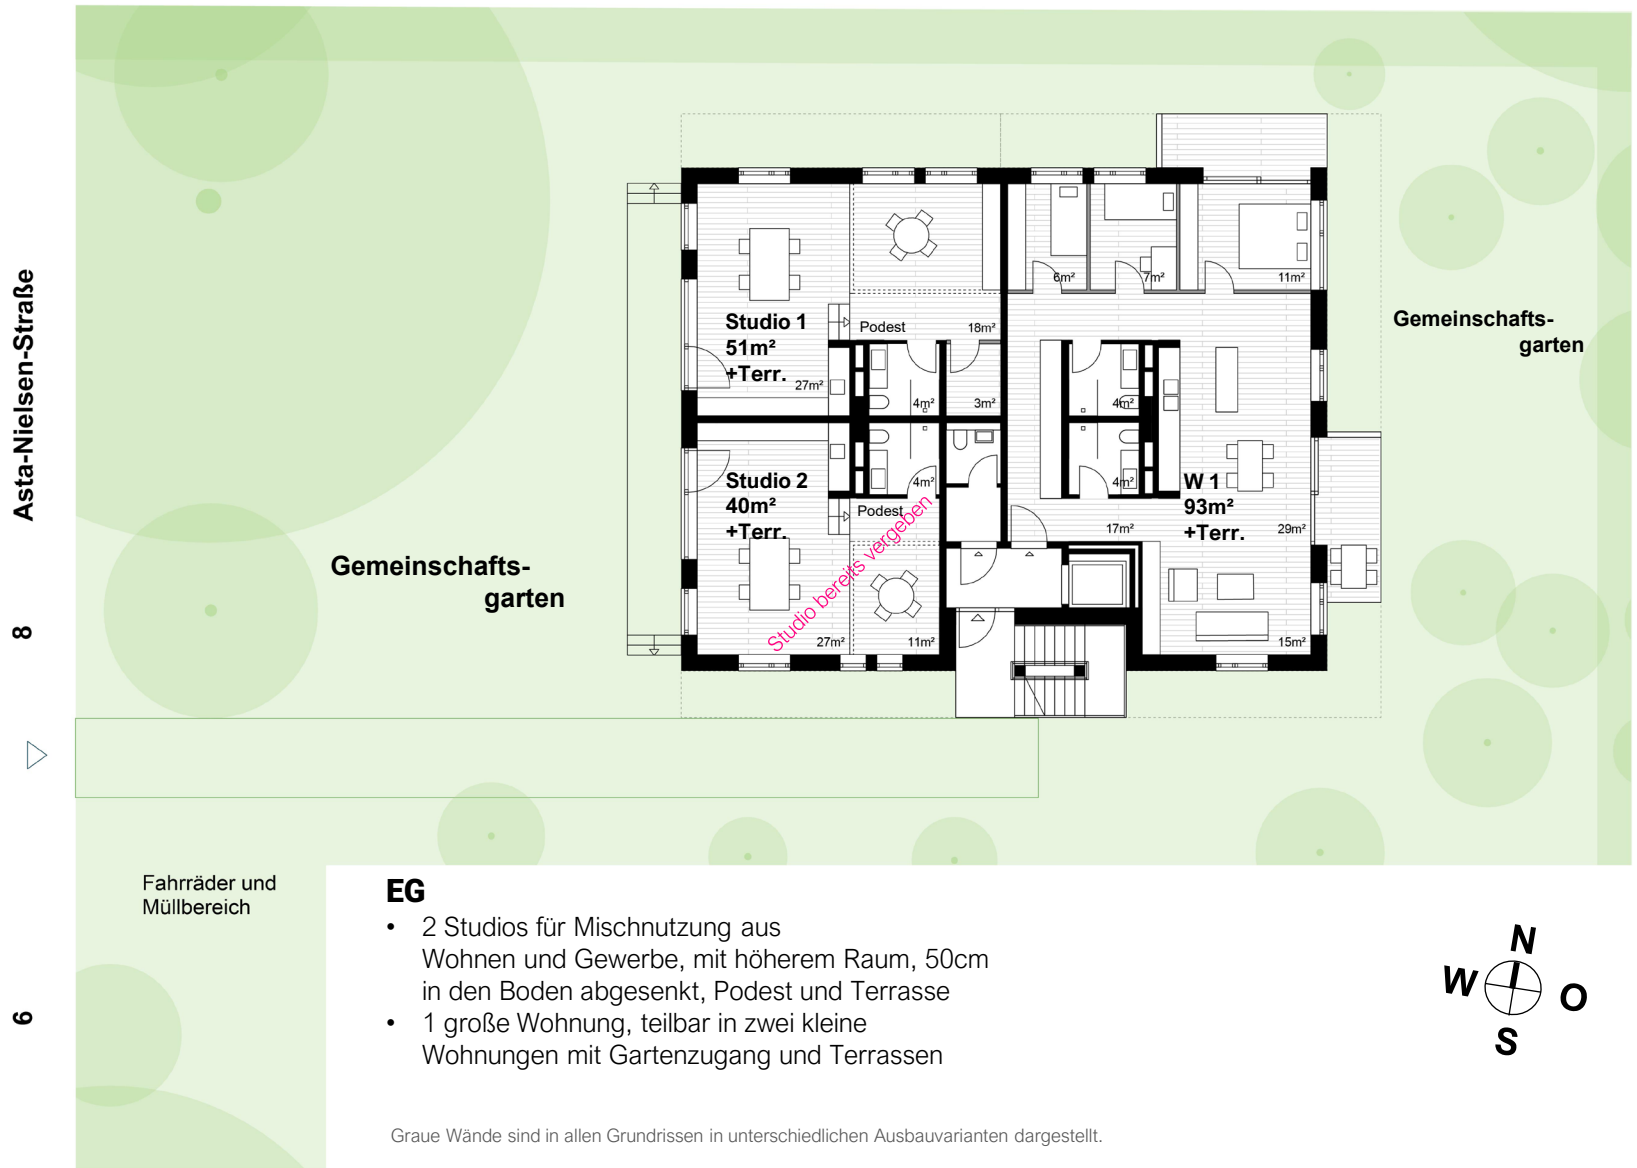 Asta-Nielsen-Straße
8
6
6m²
7m²
11m²
Studio 1
51m²
+Terr.
27m²
Podest
18m²
4m²
3m²
4m²
Gemeinschafts-
garten
Studio 2
40m²
+Terr.
4m²
Podest
27m²
11m²
Studio bereits vergeben
4m²
W 1
93m²
+Terr.
17m²
29m²
15m²
Gemeinschafts-
garten
Fahrräder und
Müllbereich
EG
• 2 Studios für Mischnutzung aus
Wohnen und Gewerbe, mit höherem Raum, 50cm
in den Boden abgesenkt, Podest und Terrasse
• 1 große Wohnung, teilbar in zwei kleine
Wohnungen mit Gartenzugang und Terrassen
N
W
O
S
Graue Wände sind in allen Grundrissen in unterschiedlichen Ausbauvarianten dargestellt.